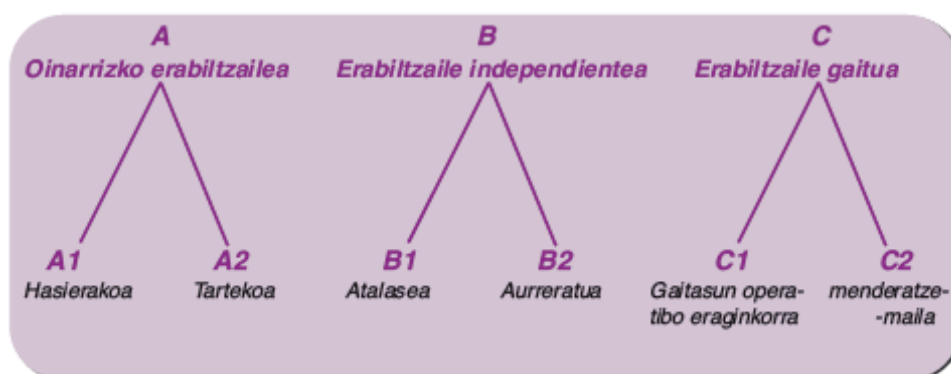 A B C
Oinarrizko erabiltzailea Erabiltzaile independientea Erabiltzaile gaitua
A1 A2 B1 B2 C1 C2
Hasierakoa Tartekoa Atalasea Aurreratua Gaitasun opera- menderatze-
tibo eraginkorra -maila